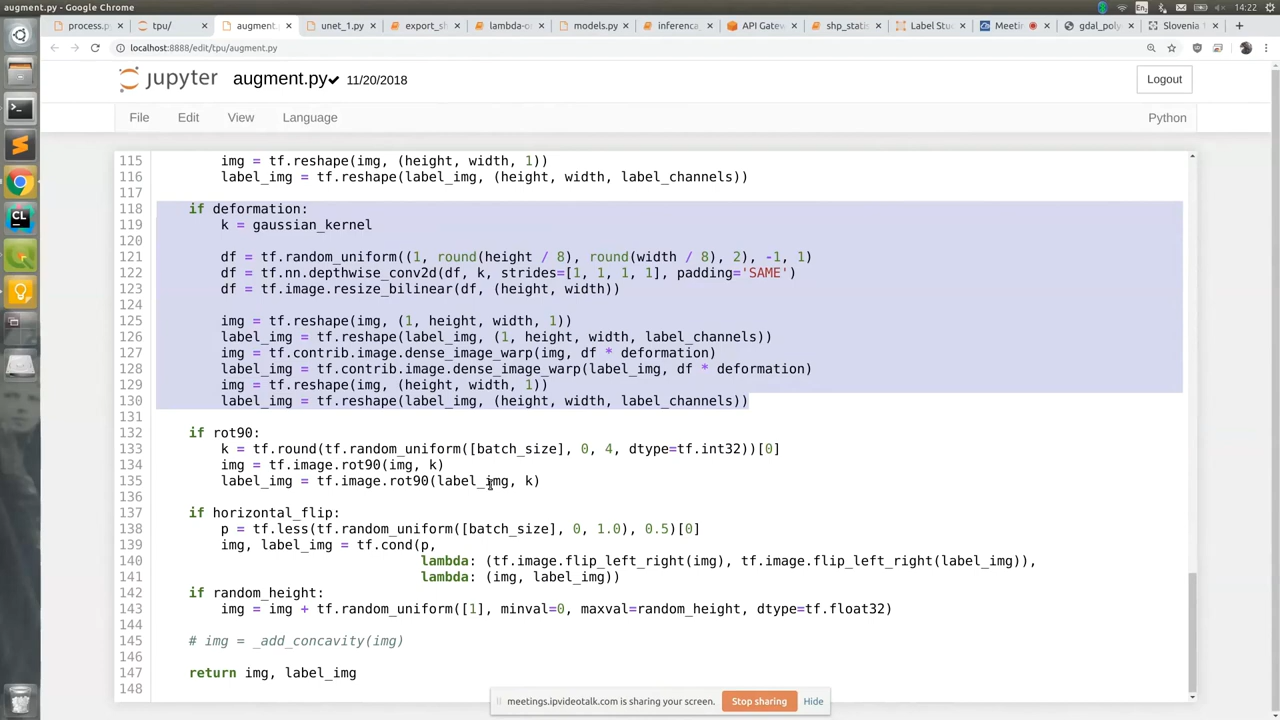 augment.py - Google Chrome
En
14:22
process.p
tpu/
augment.
unet_1.py
export_sh
lambda-o
models.py
inferenc
API Gatew
shp_stati
Label Stu
Meetin
gdal_poly
Slovenia 1
localhost:8888/edit/tpu/augment.py
jupyter augment.py 11/20/2018
Logout
File Edit View Language
Python
115 img = tf.reshape(img, (height, width, 1))
116 label_img = tf.reshape(label_img, (height, width, label_channels))
117
118 if deformation:
119 k = gaussian_kernel
120
121 df = tf.random_uniform((1, round(height / 8), round(width / 8), 2), -1, 1)
122 df = tf.nn.depthwise_conv2d(df, k, strides=[1, 1, 1, 1], padding='SAME')
123 df = tf.image.resize_bilinear(df, (height, width))
124
125 img = tf.reshape(img, (1, height, width, 1))
126 label_img = tf.reshape(label_img, (1, height, width, label_channels))
127 img = tf.contrib.image.dense_image_warp(img, df * deformation)
128 label_img = tf.contrib.image.dense_image_warp(label_img, df * deformation)
129 img = tf.reshape(img, (height, width, 1))
130 label_img = tf.reshape(label_img, (height, width, label_channels))
131
132 if rot90:
133 k = tf.round(tf.random_uniform([batch_size], 0, 4, dtype=tf.int32))[0]
134 img = tf.image.rot90(img, k)
135 label_img = tf.image.rot90(label_img, k)
136
137 if horizontal_flip:
138 p = tf.less(tf.random_uniform([batch_size], 0, 1.0), 0.5)[0]
139 img, label_img = tf.cond(p,
140 lambda: (tf.image.flip_left_right(img), tf.image.flip_left_right(label_img)),
141 lambda: (img, label_img))
142 if random_height:
143 img = img + tf.random_uniform([1], minval=0, maxval=random_height, dtype=tf.float32)
144
145 # img = _add_concavity(img)
146
147 return img, label_img
148
meetings.ipvideotalk.com is sharing your screen.
Stop sharing
Hide
CL